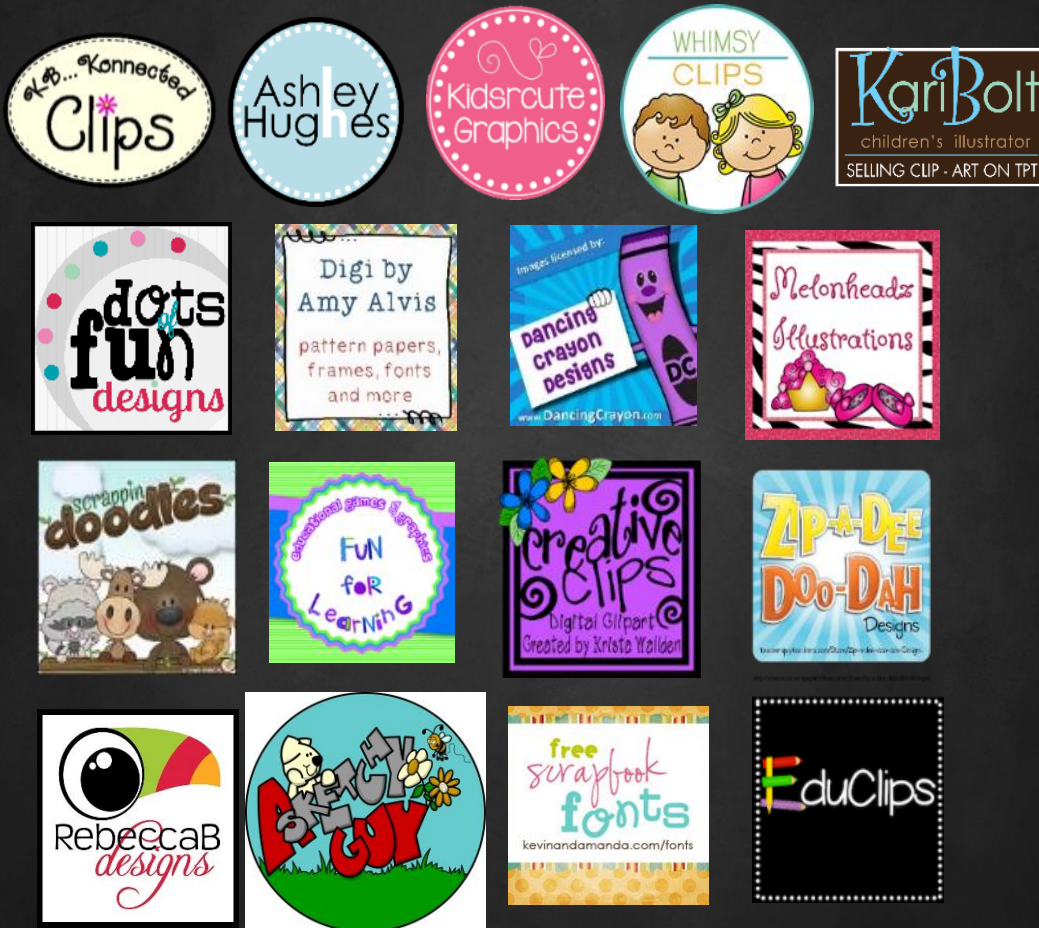 KB...Konnected
Clips
Ashley
Hughes
Kidsrcute
Graphics
WHIMSY
CLIPS
KariBolt
children's illustrator
SELLING CLIP - ART ON TPT
dots
of
fun
designs
Digi by
Amy Alvis
pattern papers,
frames, fonts
and more
Images licensed by:
Dancing
Crayon
Designs
DC
www.DancingCrayon.com
Melonheadz
Illustrations
scrappin
doodles
educational games & graphics
FuN
foR
LearNiNG
creative
clips
Digital Clipart
Created by Krista Wallden
ZIP-A-DEE
DOO-DAH
Designs
RebeccaB
designs
A
SKETCHY
GUY
free
scrapbook
fonts
kevinandamanda.com/fonts
EduClips